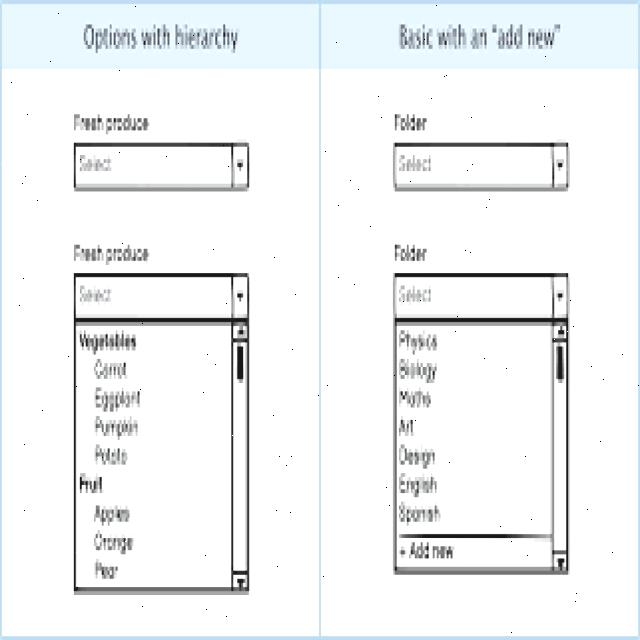 Options with hierarchy
Fresh produce
Select
Fresh produce
Select
Vegetables
Carrot
Eggplant
Pumpkin
Potato
Fruit
Apples
Orange
Pear
Basic with an "add new"
Folder
Select
Folder
Select
Physics
Biology
Maths
Art
Design
English
Spanish
+ Add new